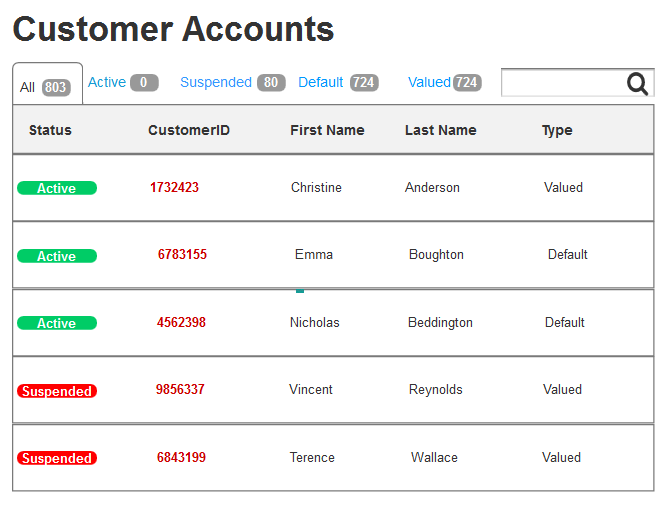 Customer Accounts
All 803 Active 0 Suspended 80 Default 724 Valued 724
Status CustomerID First Name Last Name Type
Active 1732423 Christine Anderson Valued
Active 6783155 Emma Boughton Default
Active 4562398 Nicholas Beddington Default
Suspended 9856337 Vincent Reynolds Valued
Suspended 6843199 Terence Wallace Valued